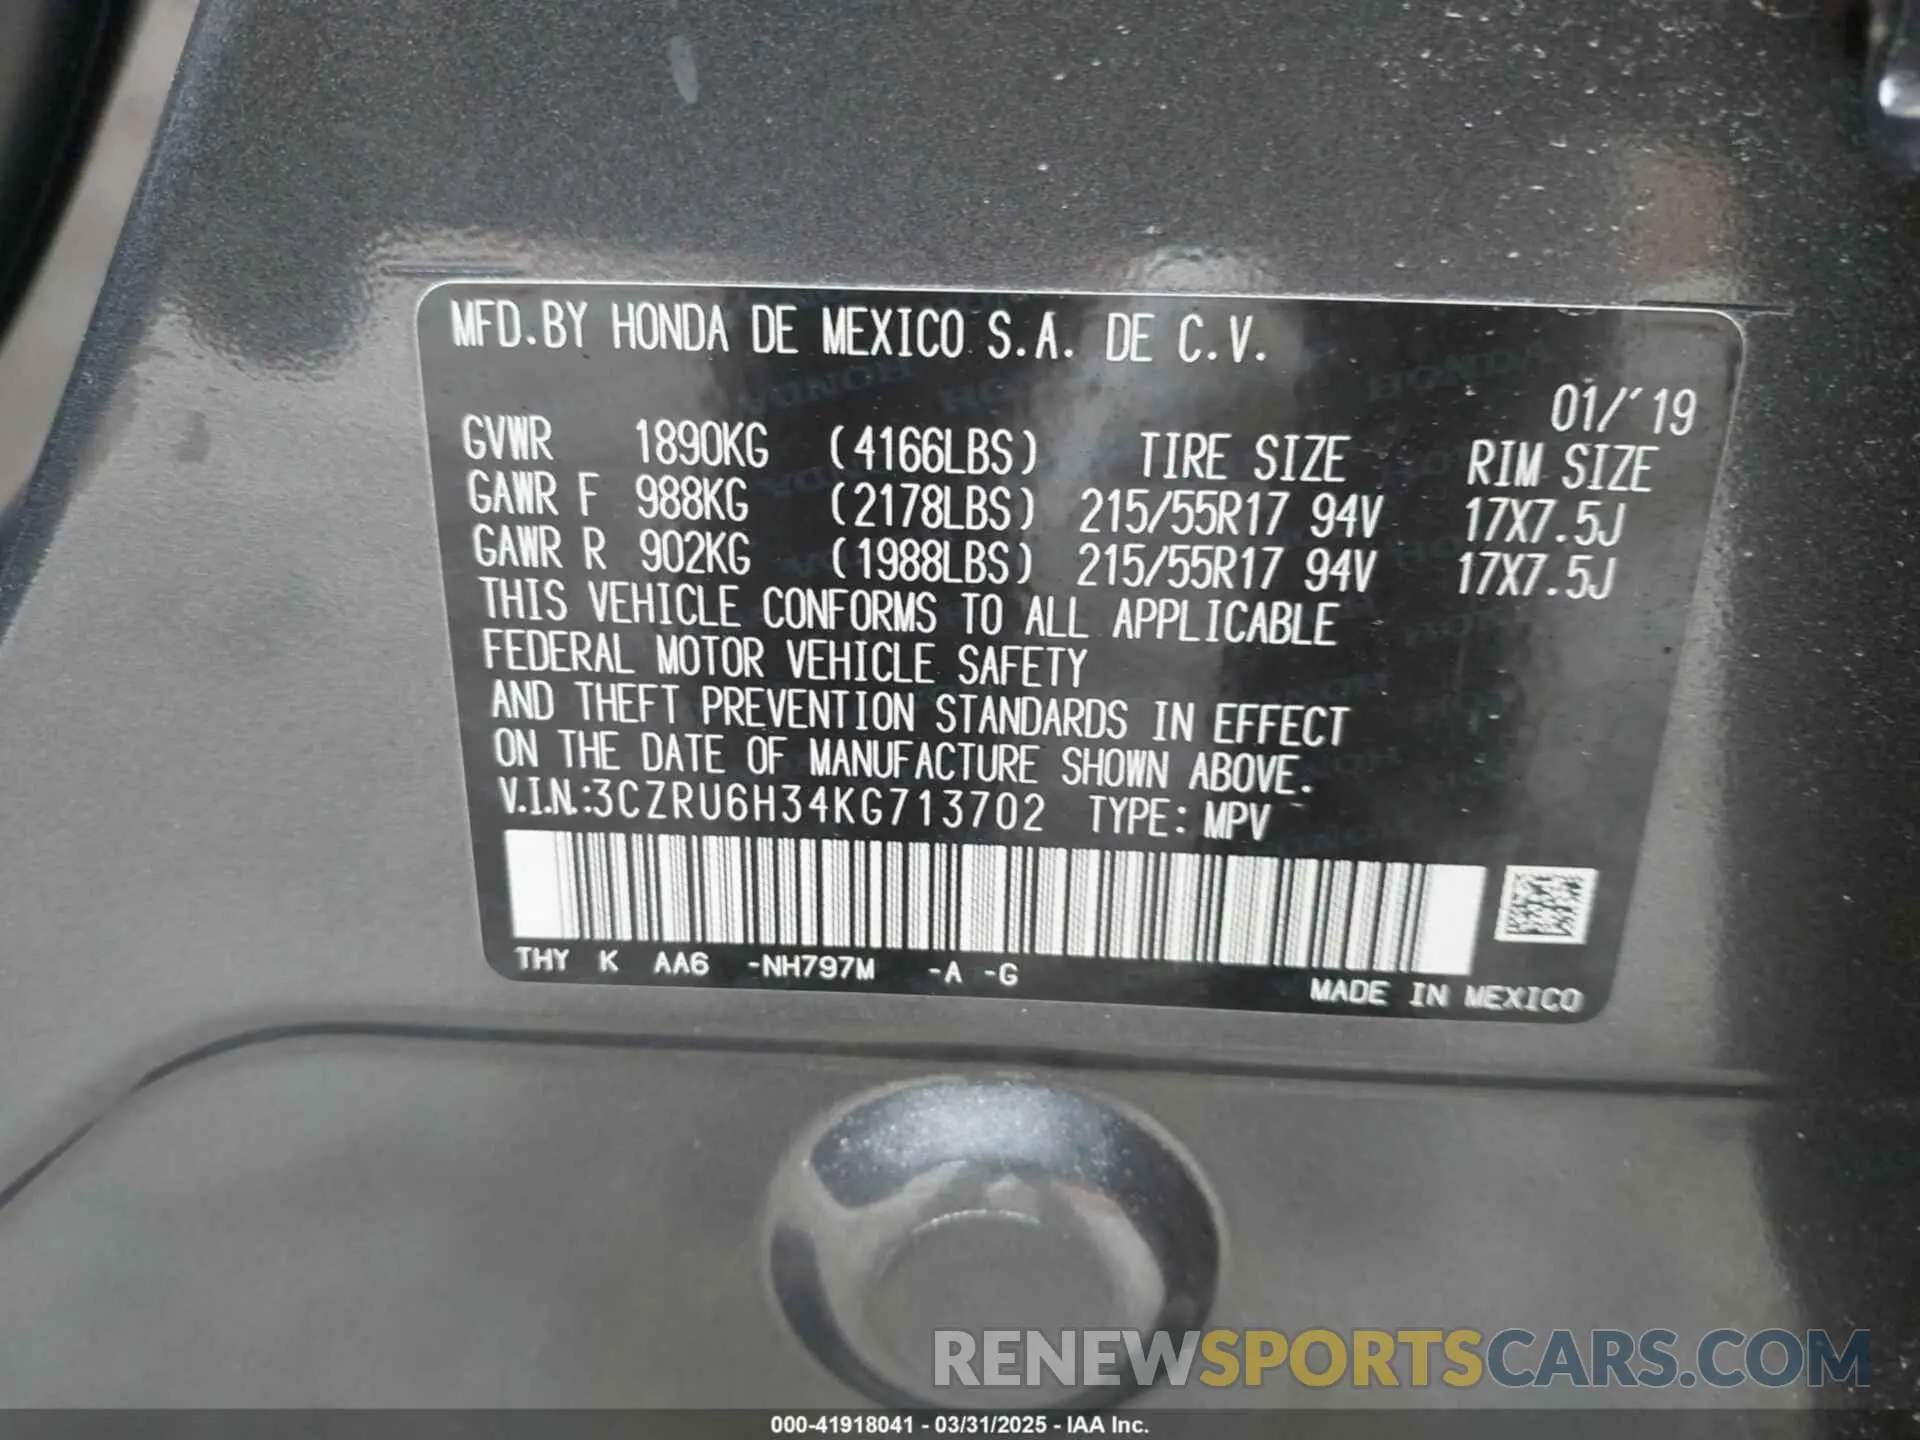 MFD.BY HONDA DE MEXICO S.A. DE C.V.
01/'19
GVWR 1890KG (4166LBS) TIRE SIZE RIM SIZE
GAWR F 988KG (2178LBS) 215/55R17 94V 17X7.5J
GAWR R 902KG (1988LBS) 215/55R17 94V 17X7.5J
THIS VEHICLE CONFORMS TO ALL APPLICABLE
FEDERAL MOTOR VEHICLE SAFETY
AND THEFT PREVENTION STANDARDS IN EFFECT
ON THE DATE OF MANUFACTURE SHOWN ABOVE.
V.I.N.:3CZRU6H34KG713702 TYPE: MPV
THY K AA6 -NH797M -A -G
MADE IN MEXICO
RENEWSPORTSCARS.COM
000-41918041 - 03/31/2025 - IAA Inc.